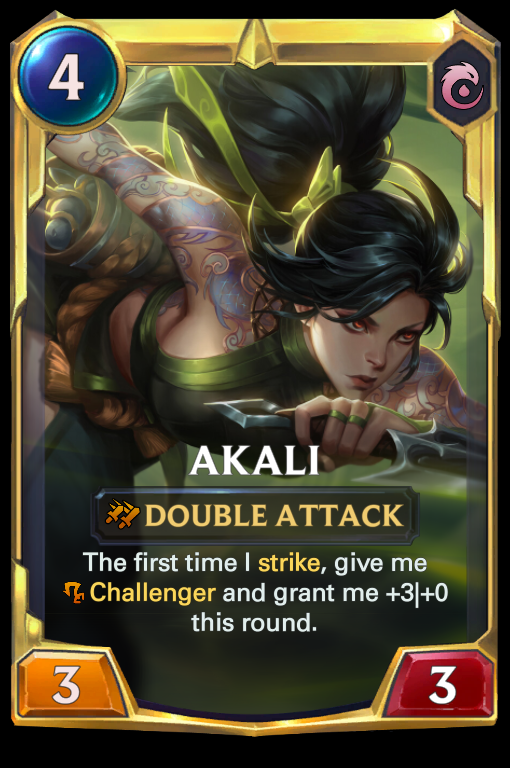 4
AKALI
DOUBLE ATTACK
The first time I strike, give me
Challenger and grant me +3|+0
this round.
3
3